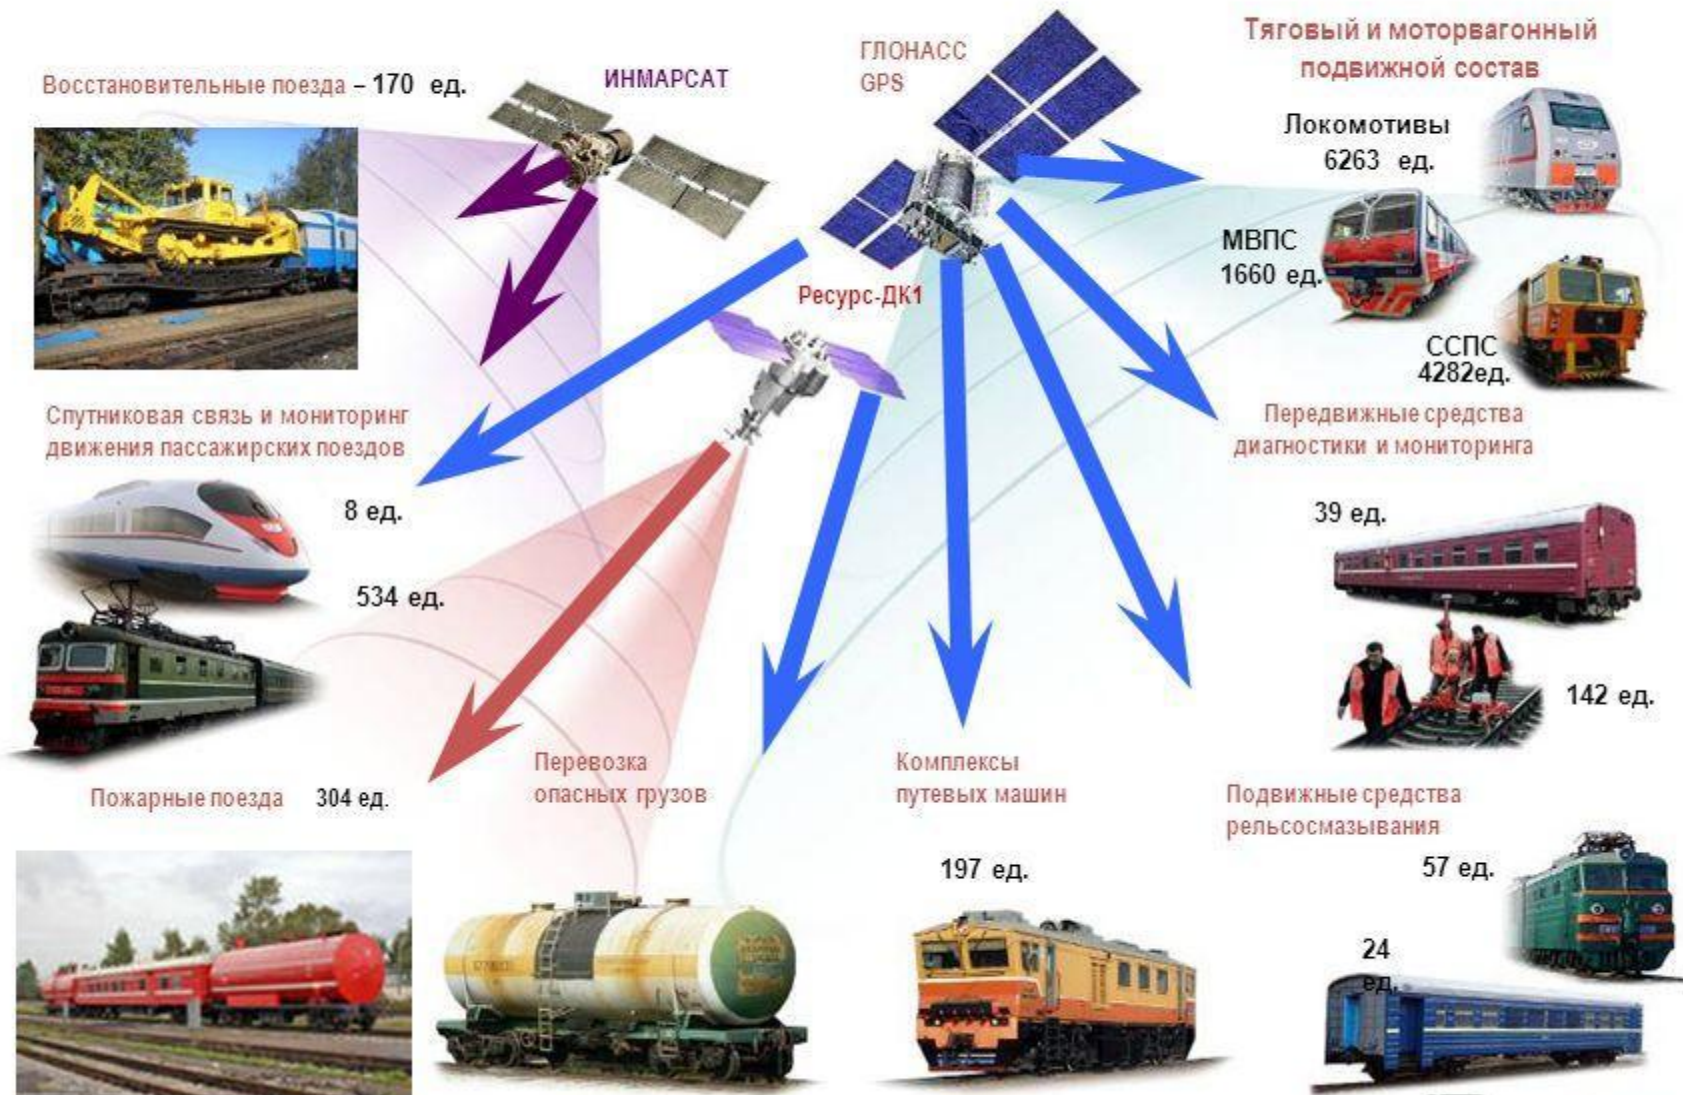 Восстановительные поезда – 170 ед.
ИНМАРСАТ
ГЛОНАСС
GPS
Тяговый и моторвагонный
подвижной состав
Локомотивы
6263 ед.
МВПС
1660 ед.
ССПС
4282ед.
Ресурс-ДК1
Спутниковая связь и мониторинг
движения пассажирских поездов
8 ед.
534 ед.
Передвижные средства
диагностики и мониторинга
39 ед.
142 ед.
Пожарные поезда 304 ед.
Перевозка
опасных грузов
Комплексы
путевых машин
197 ед.
Подвижные средства
рельсосмазывания
57 ед.
24
ед.